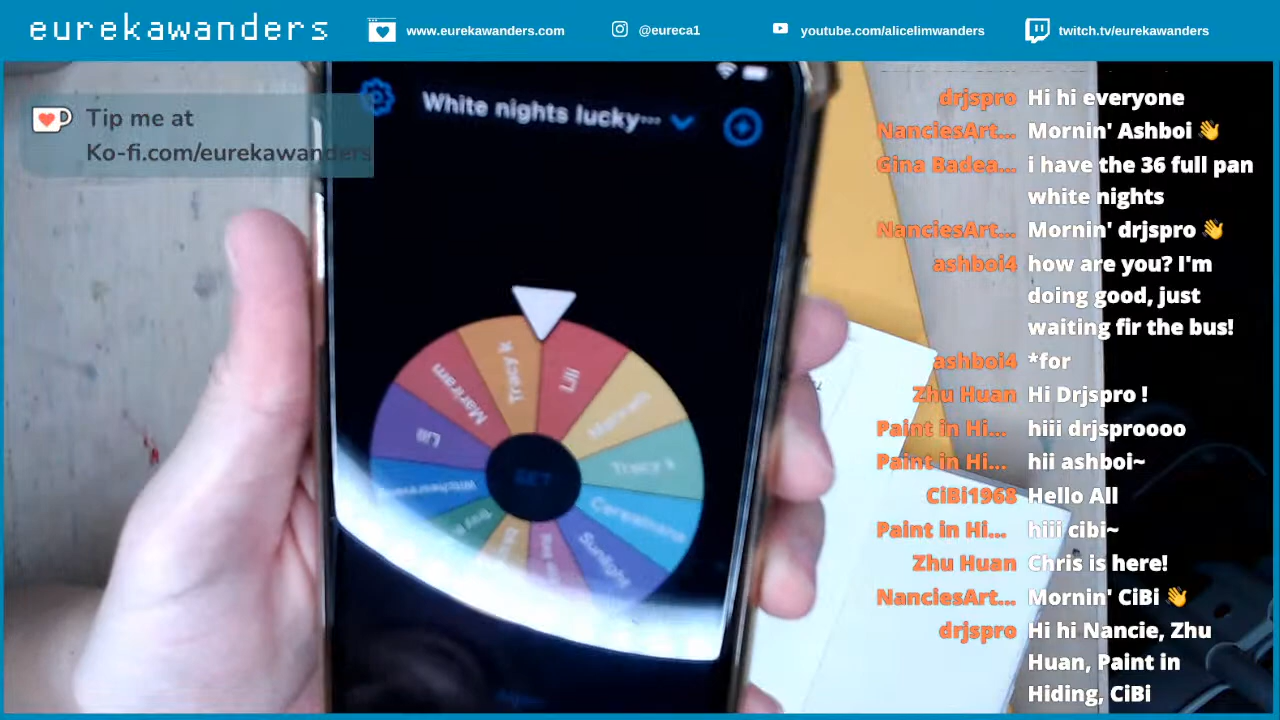 eurekawanders
www.eurekawanders.com
@eureca1
youtube.com/alicelimwanders
twitch.tv/eurekawanders
Tip me at
Ko-fi.com/eurekawanders
White nights lucky...
Tracy k
Lili
Mariram
Lili
Tracy k
Sunlight
drjspro Hi hi everyone
NanciesArt... Mornin' Ashboi 👋
Gina Badea... i have the 36 full pan
white nights
NanciesArt... Mornin' drjspro 👋
ashboi4 how are you? I'm
doing good, just
waiting fir the bus!
ashboi4 *for
Zhu Huan Hi Drjspro !
Paint in Hi... hiii drjsproooo
Paint in Hi... hii ashboi~
CiBi1968 Hello All
Paint in Hi... hiii cibi~
Zhu Huan Chris is here!
NanciesArt... Mornin' CiBi 👋
drjspro Hi hi Nancie, Zhu
Huan, Paint in
Hiding, CiBi